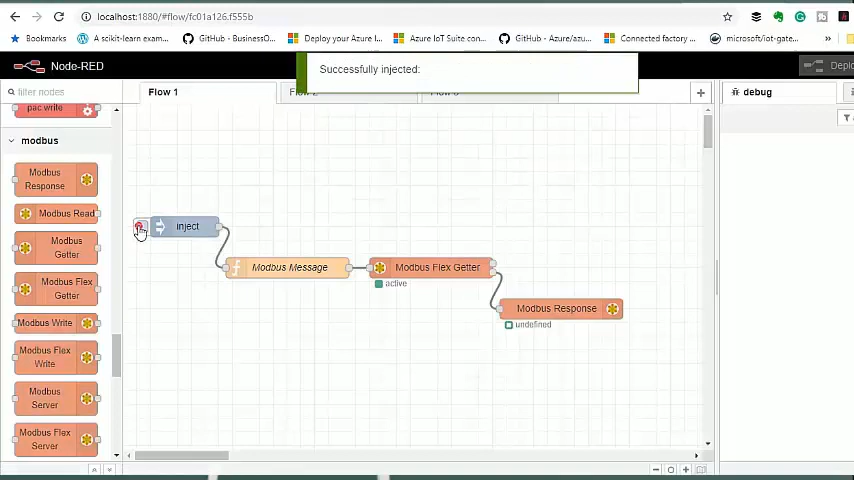 localhost:1880/#flow/fc01a126.f555b
Bookmarks
A scikit-learn exam...
GitHub - BusinessO...
Deploy your Azure I...
Azure IoT Suite con...
GitHub - Azure/azu...
Connected factory...
microsoft/iot-gate...
»
Node-RED
Successfully injected:
Deplo
filter nodes
Flow 1
debug
pac write
modbus
Modbus
Response
Modbus Read
Modbus
Getter
Modbus Flex
Getter
Modbus Write
Modbus Flex
Write
Modbus
Server
Modbus Flex
Server
inject
Modbus Message
Modbus Flex Getter
active
Modbus Response
undefined